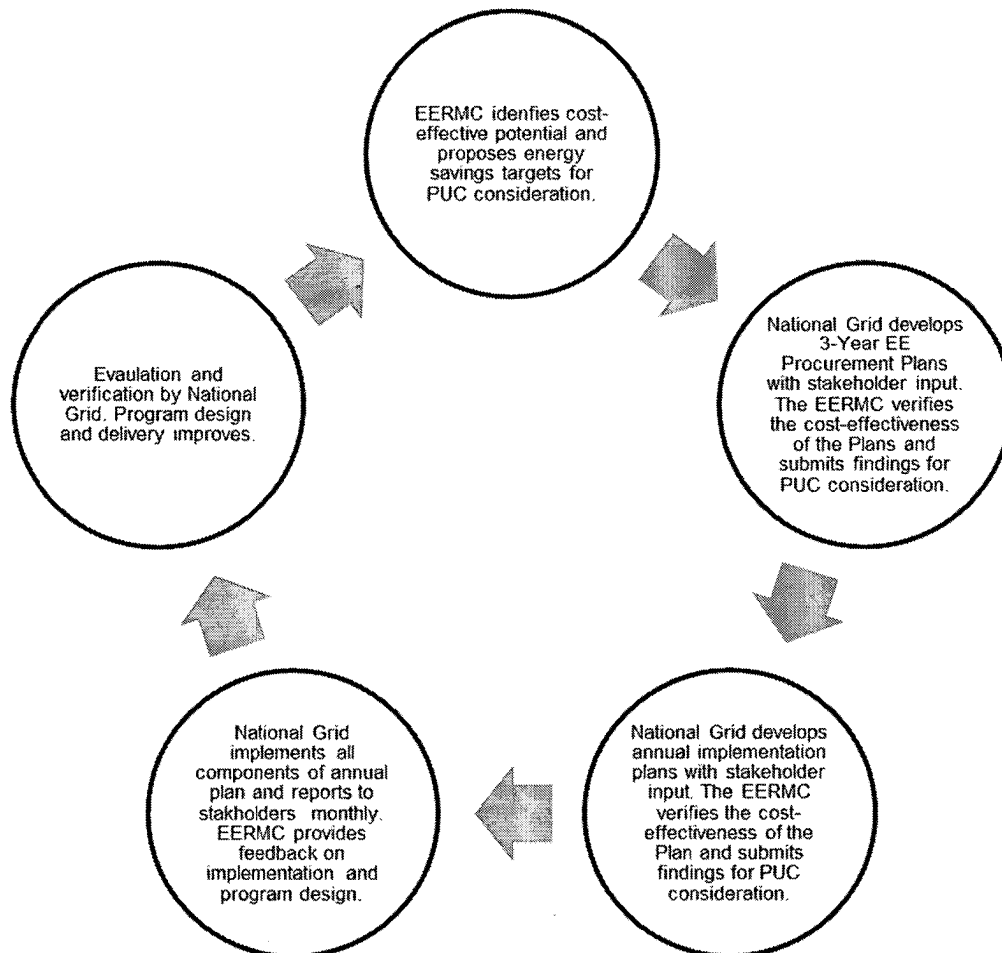 EERMC idenfies cost-
effective potential and
proposes energy
savings targets for
PUC consideration.
National Grid develops
3-Year EE
Procurement Plans
with stakeholder input.
The EERMC verifies
the cost-effectiveness
of the Plans and
submits findings for
PUC consideration.
National Grid develops
annual implementation
plans with stakeholder
input. The EERMC
verifies the cost-
effectiveness of the
Plan and submits
findings for PUC
consideration.
National Grid
implements all
components of annual
plan and reports to
stakholders monthly.
EERMC provides
feedback on
implementation and
program design.
Evaulation and
verification by National
Grid. Program design
and delivery improves.